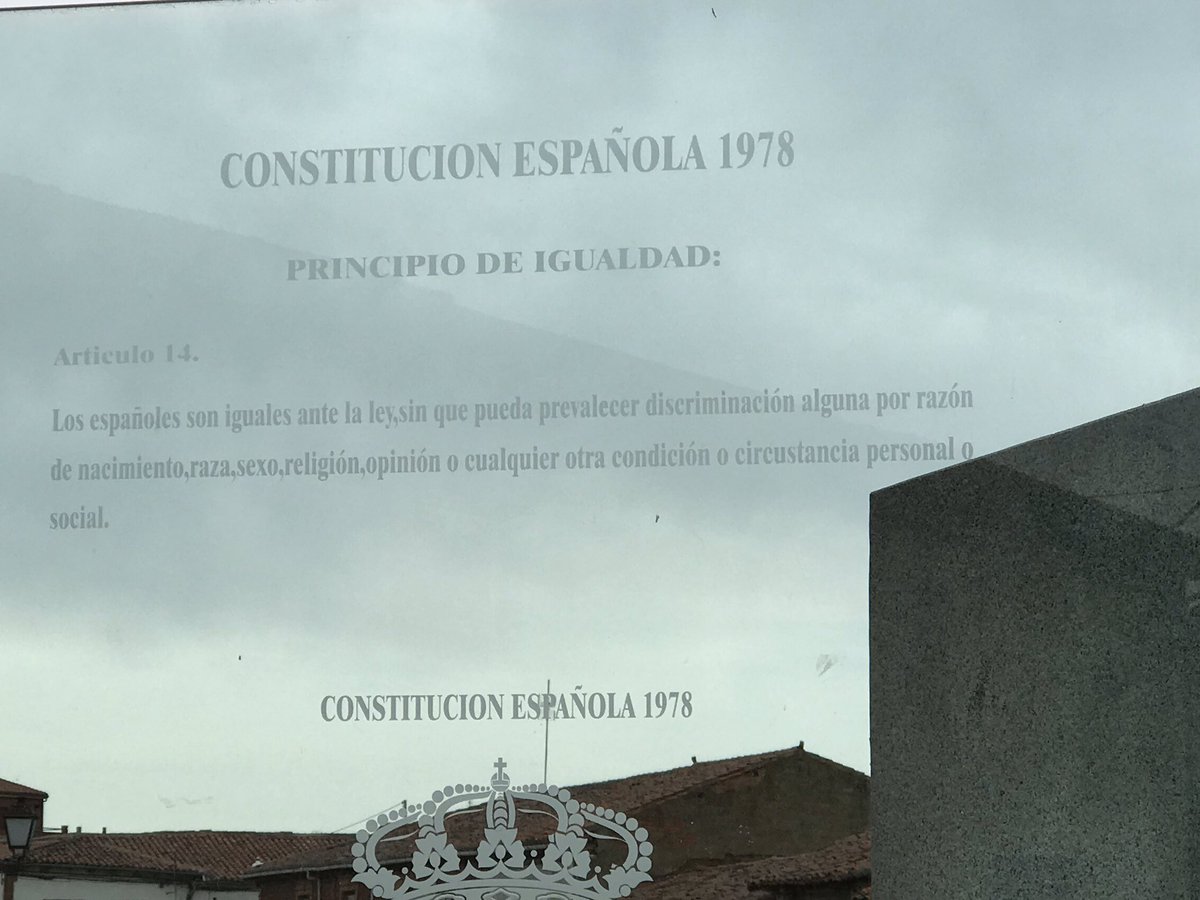 CONSTITUCION ESPAÑOLA 1978
PRINCIPIO DE IGUALDAD:
Articulo 14.
Los españoles son iguales ante la ley,sin que pueda prevalecer discriminación alguna por razón
de nacimiento,raza,sexo,religión,opinión o cualquier otra condición o circustancia personal o
social.
CONSTITUCION ESPAÑOLA 1978